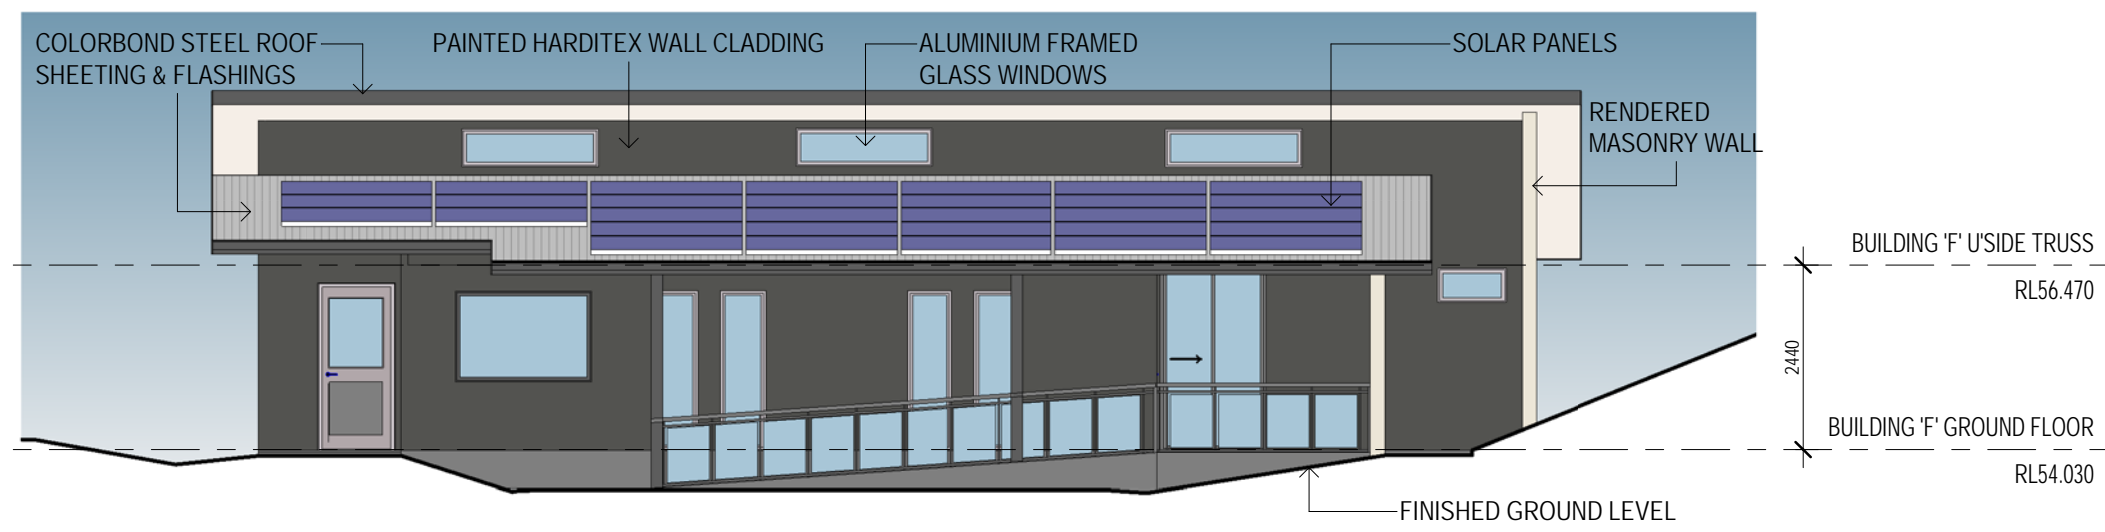 COLORBOND STEEL ROOF
SHEETING & FLASHINGS
PAINTED HARDITEX WALL CLADDING
ALUMINIUM FRAMED
GLASS WINDOWS
SOLAR PANELS
RENDERED
MASONRY WALL
BUILDING 'F' U'SIDE TRUSS
RL56.470
2440
BUILDING 'F' GROUND FLOOR
RL54.030
FINISHED GROUND LEVEL